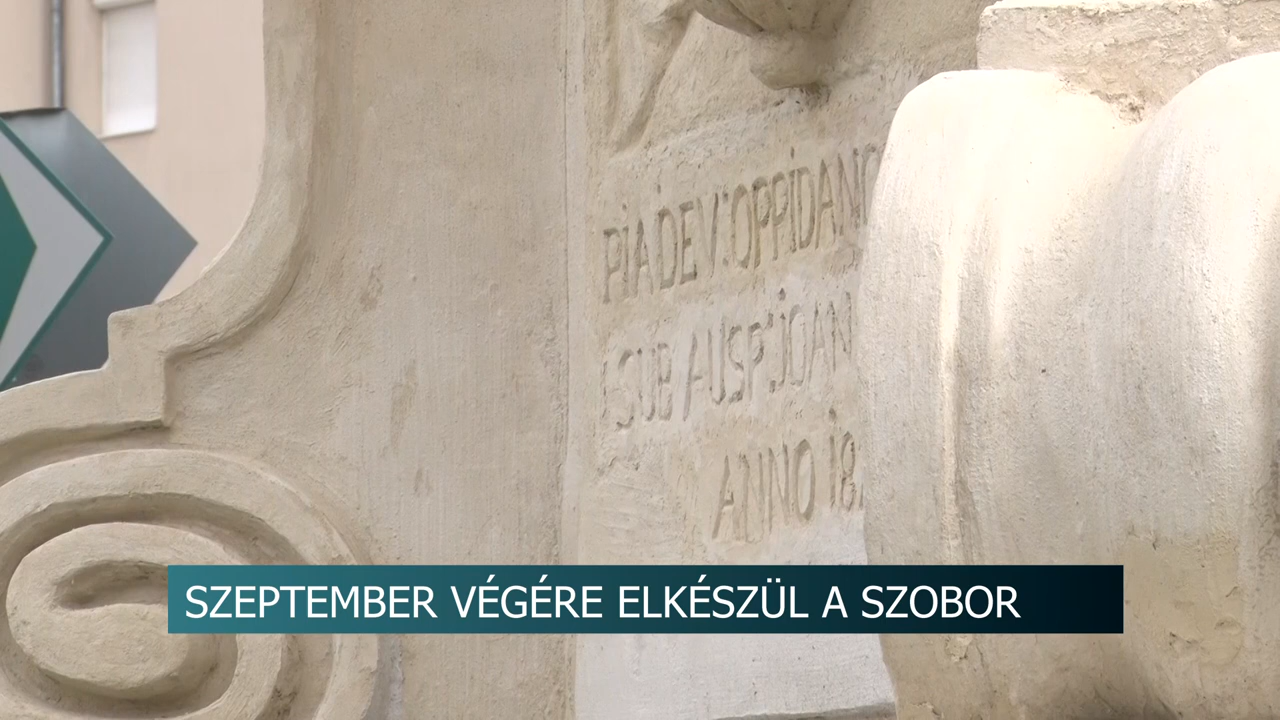 PIA DEV: OPPIDANO
SUB AUSP: JOAN
ANNO 18
SZEPTEMBER VÉGÉRE ELKÉSZÜL A SZOBOR